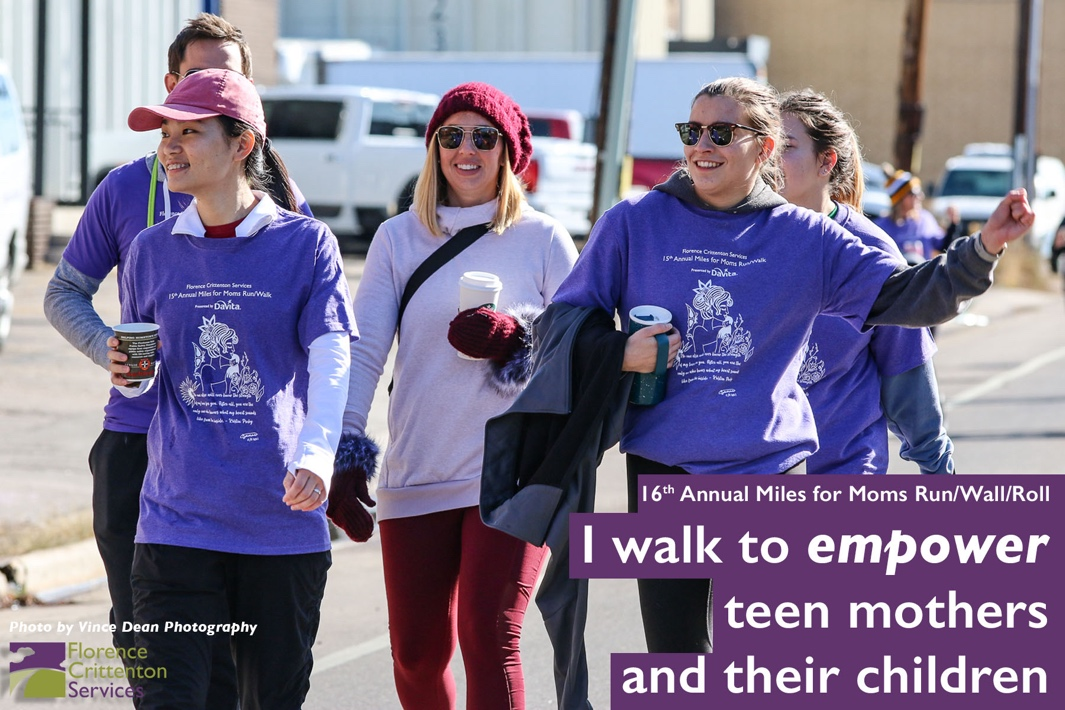 Florence Crittenton Services
15th Annual Miles for Moms Run/Walk
Presented by DaVita.
Florence Crittenton Services
15th Annual Miles for Moms Run/Walk
Presented by DaVita.
16th Annual Miles for Moms Run/Wall/Roll
I walk to empower
teen mothers
and their children
Photo by Vince Dean Photography
Florence
Crittenton
Services